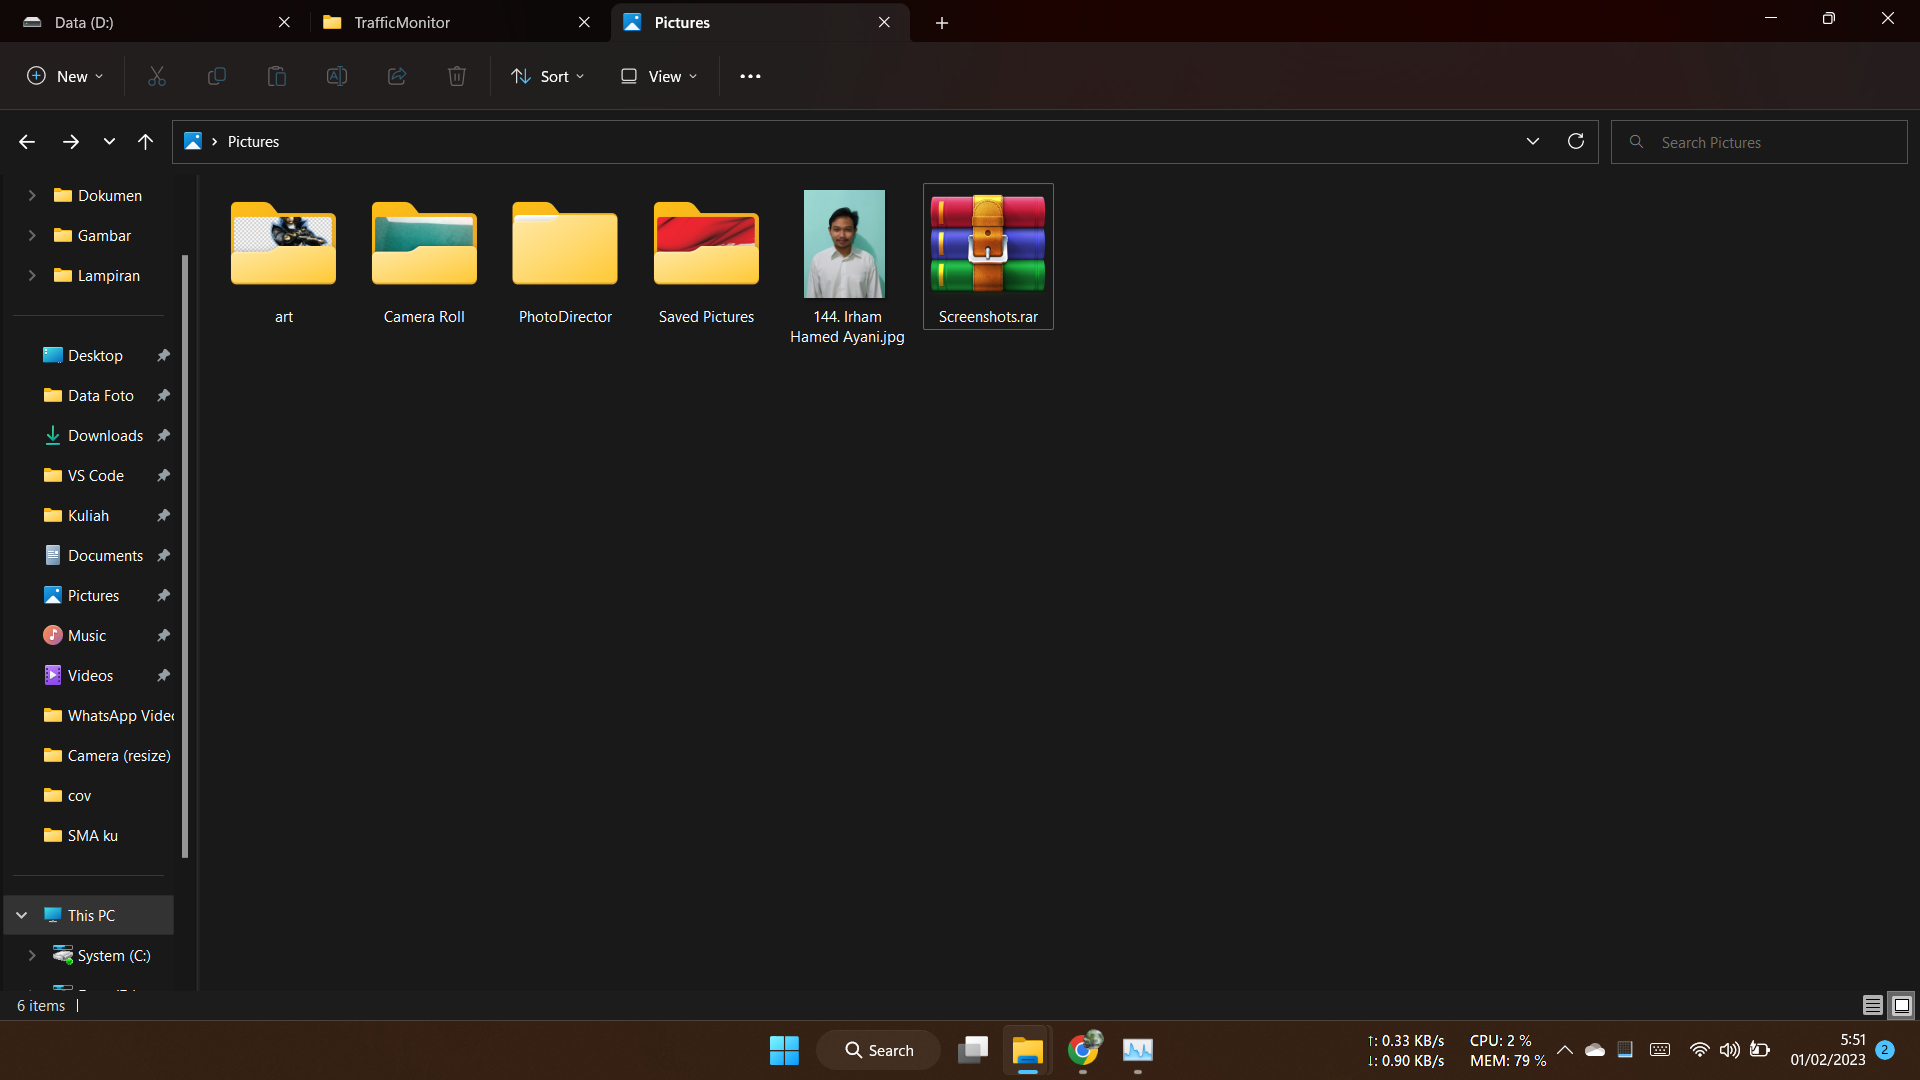 Data (D:)
TrafficMonitor
Pictures
New
Sort
View
Pictures
Search Pictures
Dokumen
Gambar
Lampiran
Desktop
Data Foto
Downloads
VS Code
Kuliah
Documents
Pictures
Music
Videos
WhatsApp Video
Camera (resize)
cov
SMA ku
This PC
System (C:)
art
Camera Roll
PhotoDirector
Saved Pictures
144. Irham
Hamed Ayani.jpg
Screenshots.rar
6 items
Search
↑: 0.33 KB/s
↓: 0.90 KB/s
CPU: 2 %
MEM: 79 %
5:51
01/02/2023
2